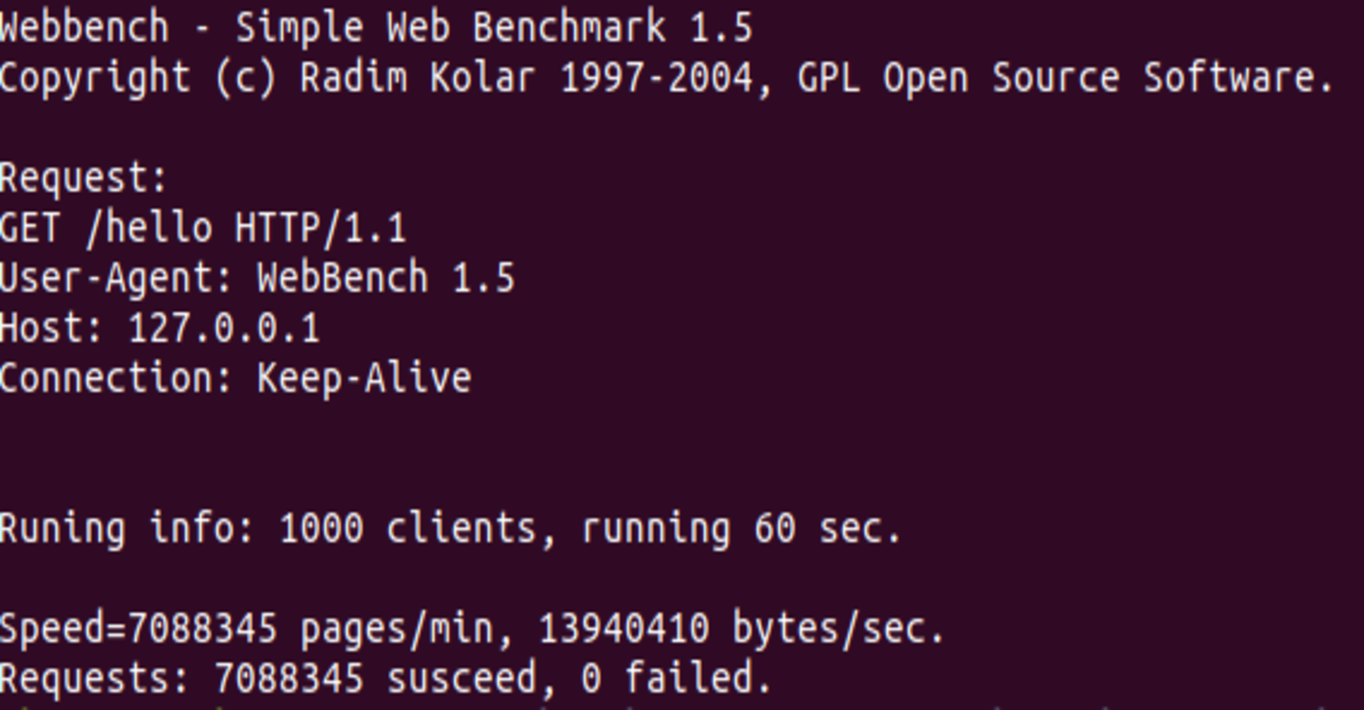 Webbench - Simple Web Benchmark 1.5
Copyright (c) Radim Kolar 1997-2004, GPL Open Source Software.
Request:
GET /hello HTTP/1.1
User-Agent: WebBench 1.5
Host: 127.0.0.1
Connection: Keep-Alive
Runing info: 1000 clients, running 60 sec.
Speed=7088345 pages/min, 13940410 bytes/sec.
Requests: 7088345 susceed, 0 failed.